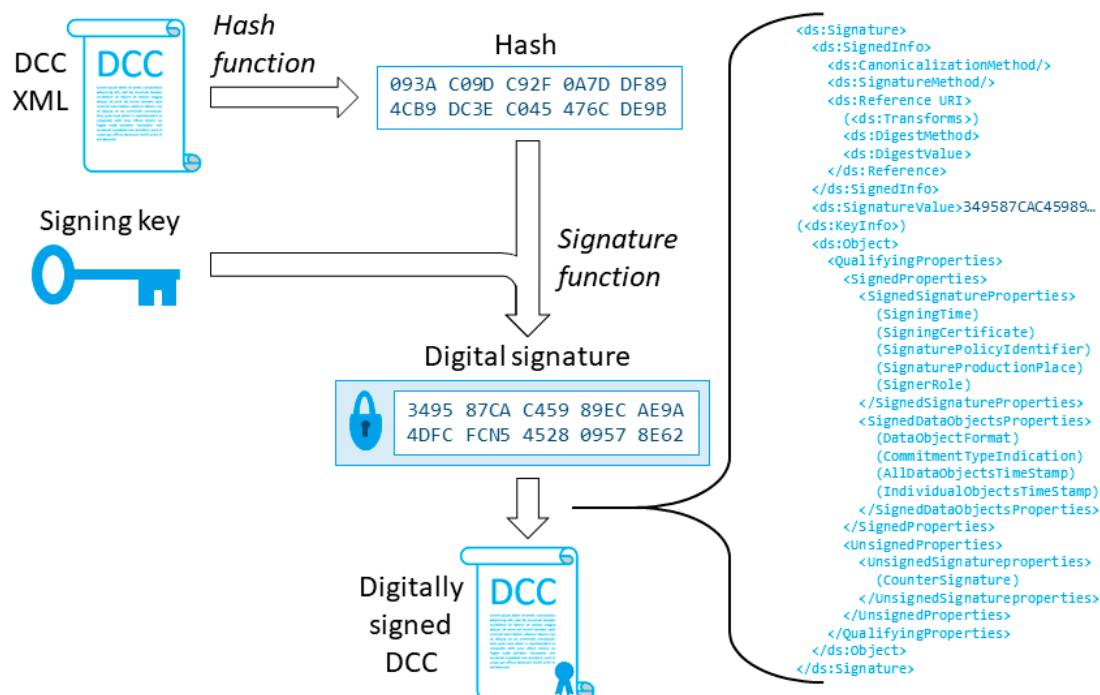 DCC
XML
DCC
Hash
function
Hash
093A C09D C92F 0A7D DF89
4CB9 DC3E C045 476C DE9B
Signing key
Signature
function
Digital signature
3495 87CA C459 89EC AE9A
4DFC FCN5 4528 0957 8E62
Digitally
signed
DCC
DCC
<ds:Signature>
<ds:SignedInfo>
<ds:CanonicalizationMethod/>
<ds:SignatureMethod/>
<ds:Reference URI>
(<ds:Transforms>)
<ds:DigestMethod>
<ds:DigestValue>
</ds:Reference>
</ds:SignedInfo>
<ds:SignatureValue>349587CAC45989…
(<ds:KeyInfo>)
<ds:Object>
<QualifyingProperties>
<SignedProperties>
<SignedSignatureProperties>
(SigningTime)
(SigningCertificate)
(SignaturePolicyIdentifier)
(SignatureProductionPlace)
(SignerRole)
</SignedSignatureProperties>
<SignedDataObjectsProperties>
(DataObjectFormat)
(CommitmentTypeIndication)
(AllDataObjectsTimeStamp)
(IndividualObjectsTimeStamp)
</SignedDataObjectsProperties>
</SignedProperties>
<UnsignedProperties>
<UnsignedSignatureproperties>
(CounterSignature)
</UnsignedSignatureproperties>
</UnsignedProperties>
</QualifyingProperties>
</ds:Object>
</ds:Signature>